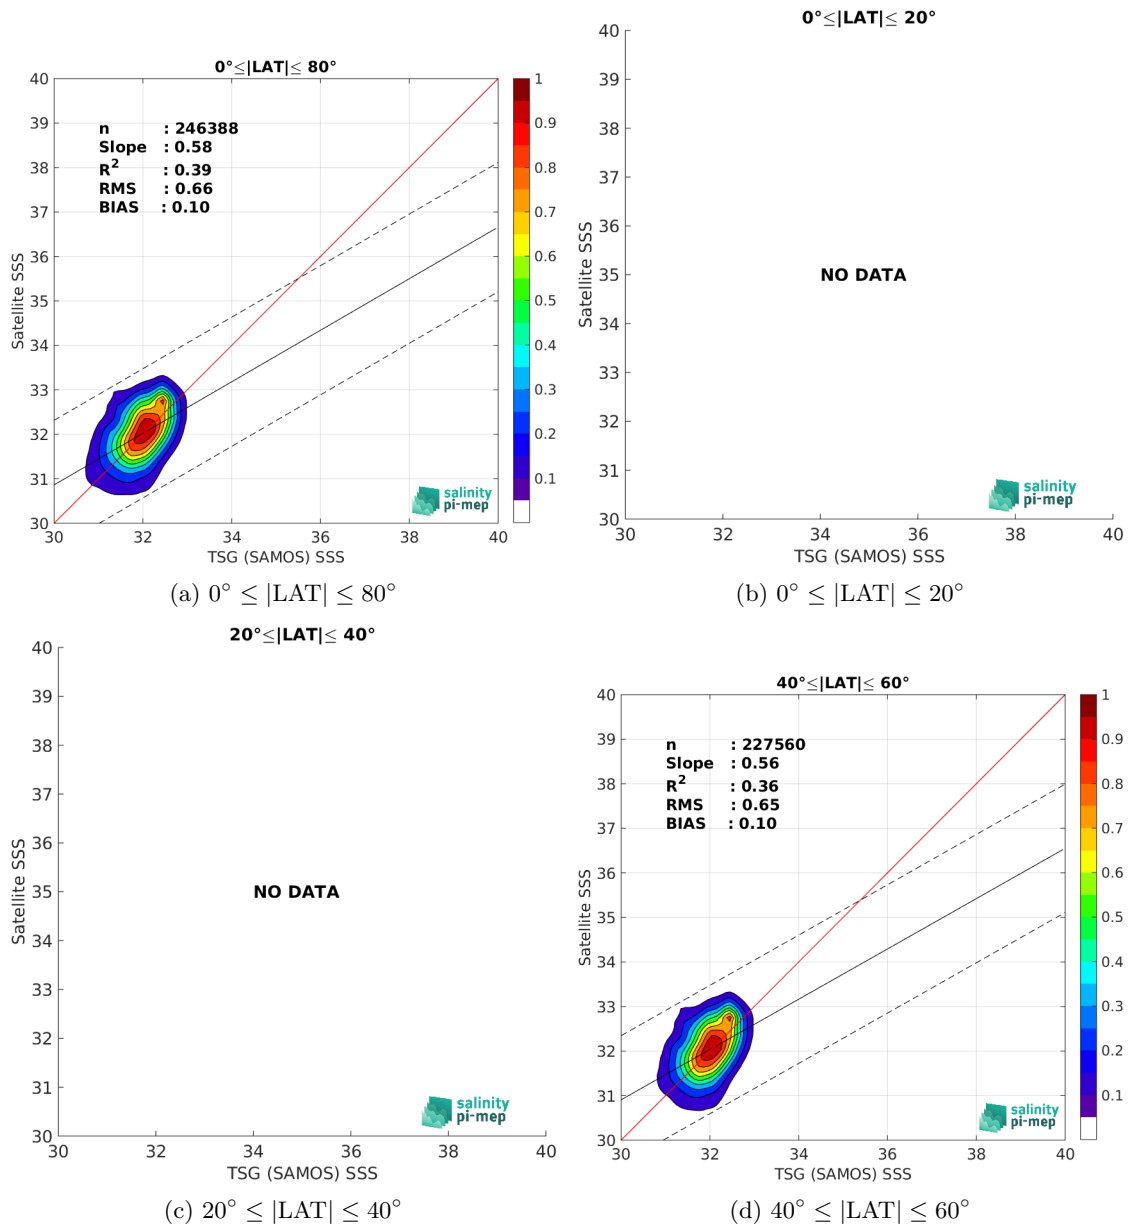 0°≤|LAT|≤ 80°
40
39
38
37
36
35
34
33
32
31
30
Satellite SSS
n : 246388
Slope : 0.58
R²  : 0.39
RMS : 0.66
BIAS : 0.10
1
0.9
0.8
0.7
0.6
0.5
0.4
0.3
0.2
0.1
salinity
pi-mep
30 32 34 36 38 40
TSG (SAMOS) SSS
(a) 0° ≤ |LAT| ≤ 80°
0°≤|LAT|≤ 20°
40
39
38
37
36
35
34
33
32
31
30
Satellite SSS
NO DATA
salinity
pi-mep
30 32 34 36 38 40
TSG (SAMOS) SSS
(b) 0° ≤ |LAT| ≤ 20°
20°≤|LAT|≤ 40°
40
39
38
37
36
35
34
33
32
31
30
Satellite SSS
NO DATA
salinity
pi-mep
30 32 34 36 38 40
TSG (SAMOS) SSS
(c) 20° ≤ |LAT| ≤ 40°
40°≤|LAT|≤ 60°
40
39
38
37
36
35
34
33
32
31
30
Satellite SSS
n : 227560
Slope : 0.56
R² : 0.36
RMS : 0.65
BIAS : 0.10
1
0.9
0.8
0.7
0.6
0.5
0.4
0.3
0.2
0.1
salinity
pi-mep
30 32 34 36 38 40
TSG (SAMOS) SSS
(d) 40° ≤ |LAT| ≤ 60°